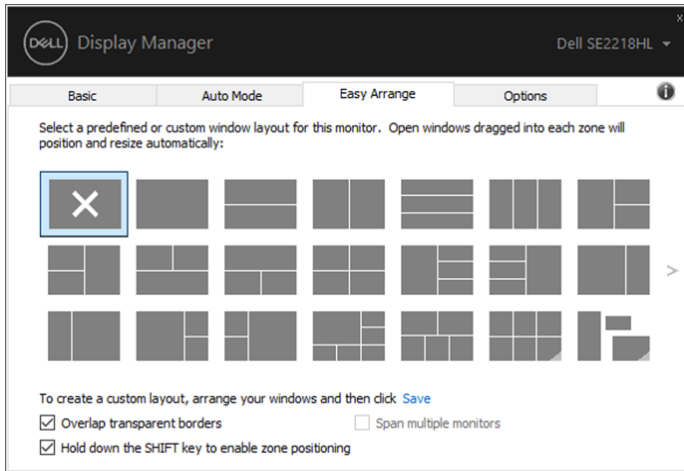 x
DELL Display Manager Dell SE2218HL
Basic Auto Mode Easy Arrange Options i
Select a predefined or custom window layout for this monitor. Open windows dragged into each zone will
position and resize automatically:
>
To create a custom layout, arrange your windows and then click Save
Overlap transparent borders Span multiple monitors
Hold down the SHIFT key to enable zone positioning